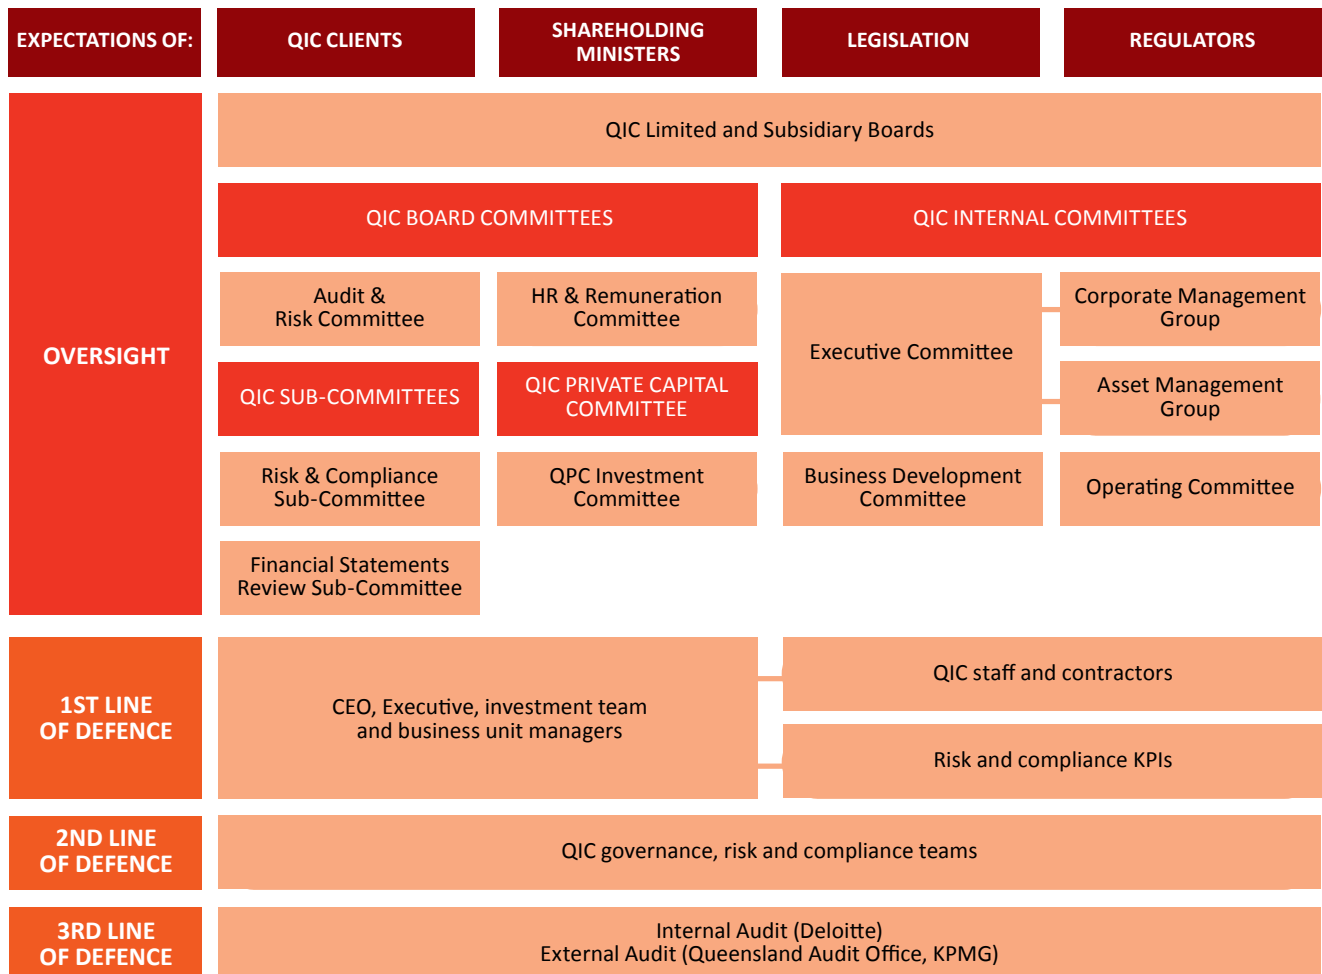 EXPECTATIONS OF:
QIC CLIENTS
SHAREHOLDING
MINISTERS
LEGISLATION
REGULATORS
OVERSIGHT
QIC Limited and Subsidiary Boards
QIC BOARD COMMITTEES
QIC INTERNAL COMMITTEES
Audit &
Risk Committee
HR & Remuneration
Committee
Executive Committee
Corporate Management
Group
QIC SUB-COMMITTEES
QIC PRIVATE CAPITAL
COMMITTEE
Asset Management
Group
Risk & Compliance
Sub-Committee
QPC Investment
Committee
Business Development
Committee
Operating Committee
Financial Statements
Review Sub-Committee
1ST LINE
OF DEFENCE
CEO, Executive, investment team
and business unit managers
QIC staff and contractors
Risk and compliance KPIs
2ND LINE
OF DEFENCE
QIC governance, risk and compliance teams
3RD LINE
OF DEFENCE
Internal Audit (Deloitte)
External Audit (Queensland Audit Office, KPMG)